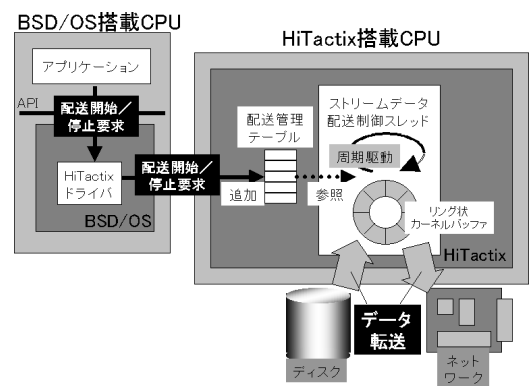 BSD/OS搭載CPU
アプリケーション
API
配送開始／
停止要求
HiTactix
ドライバ
BSD/OS
配送開始／
停止要求
HiTactix搭載CPU
配送管理
テーブル
追加
参照
ストリームデータ
配送制御スレッド
周期駆動
リング状
カーネルバッファ
HiTactix
データ
転送
ディスク
ネット
ワーク